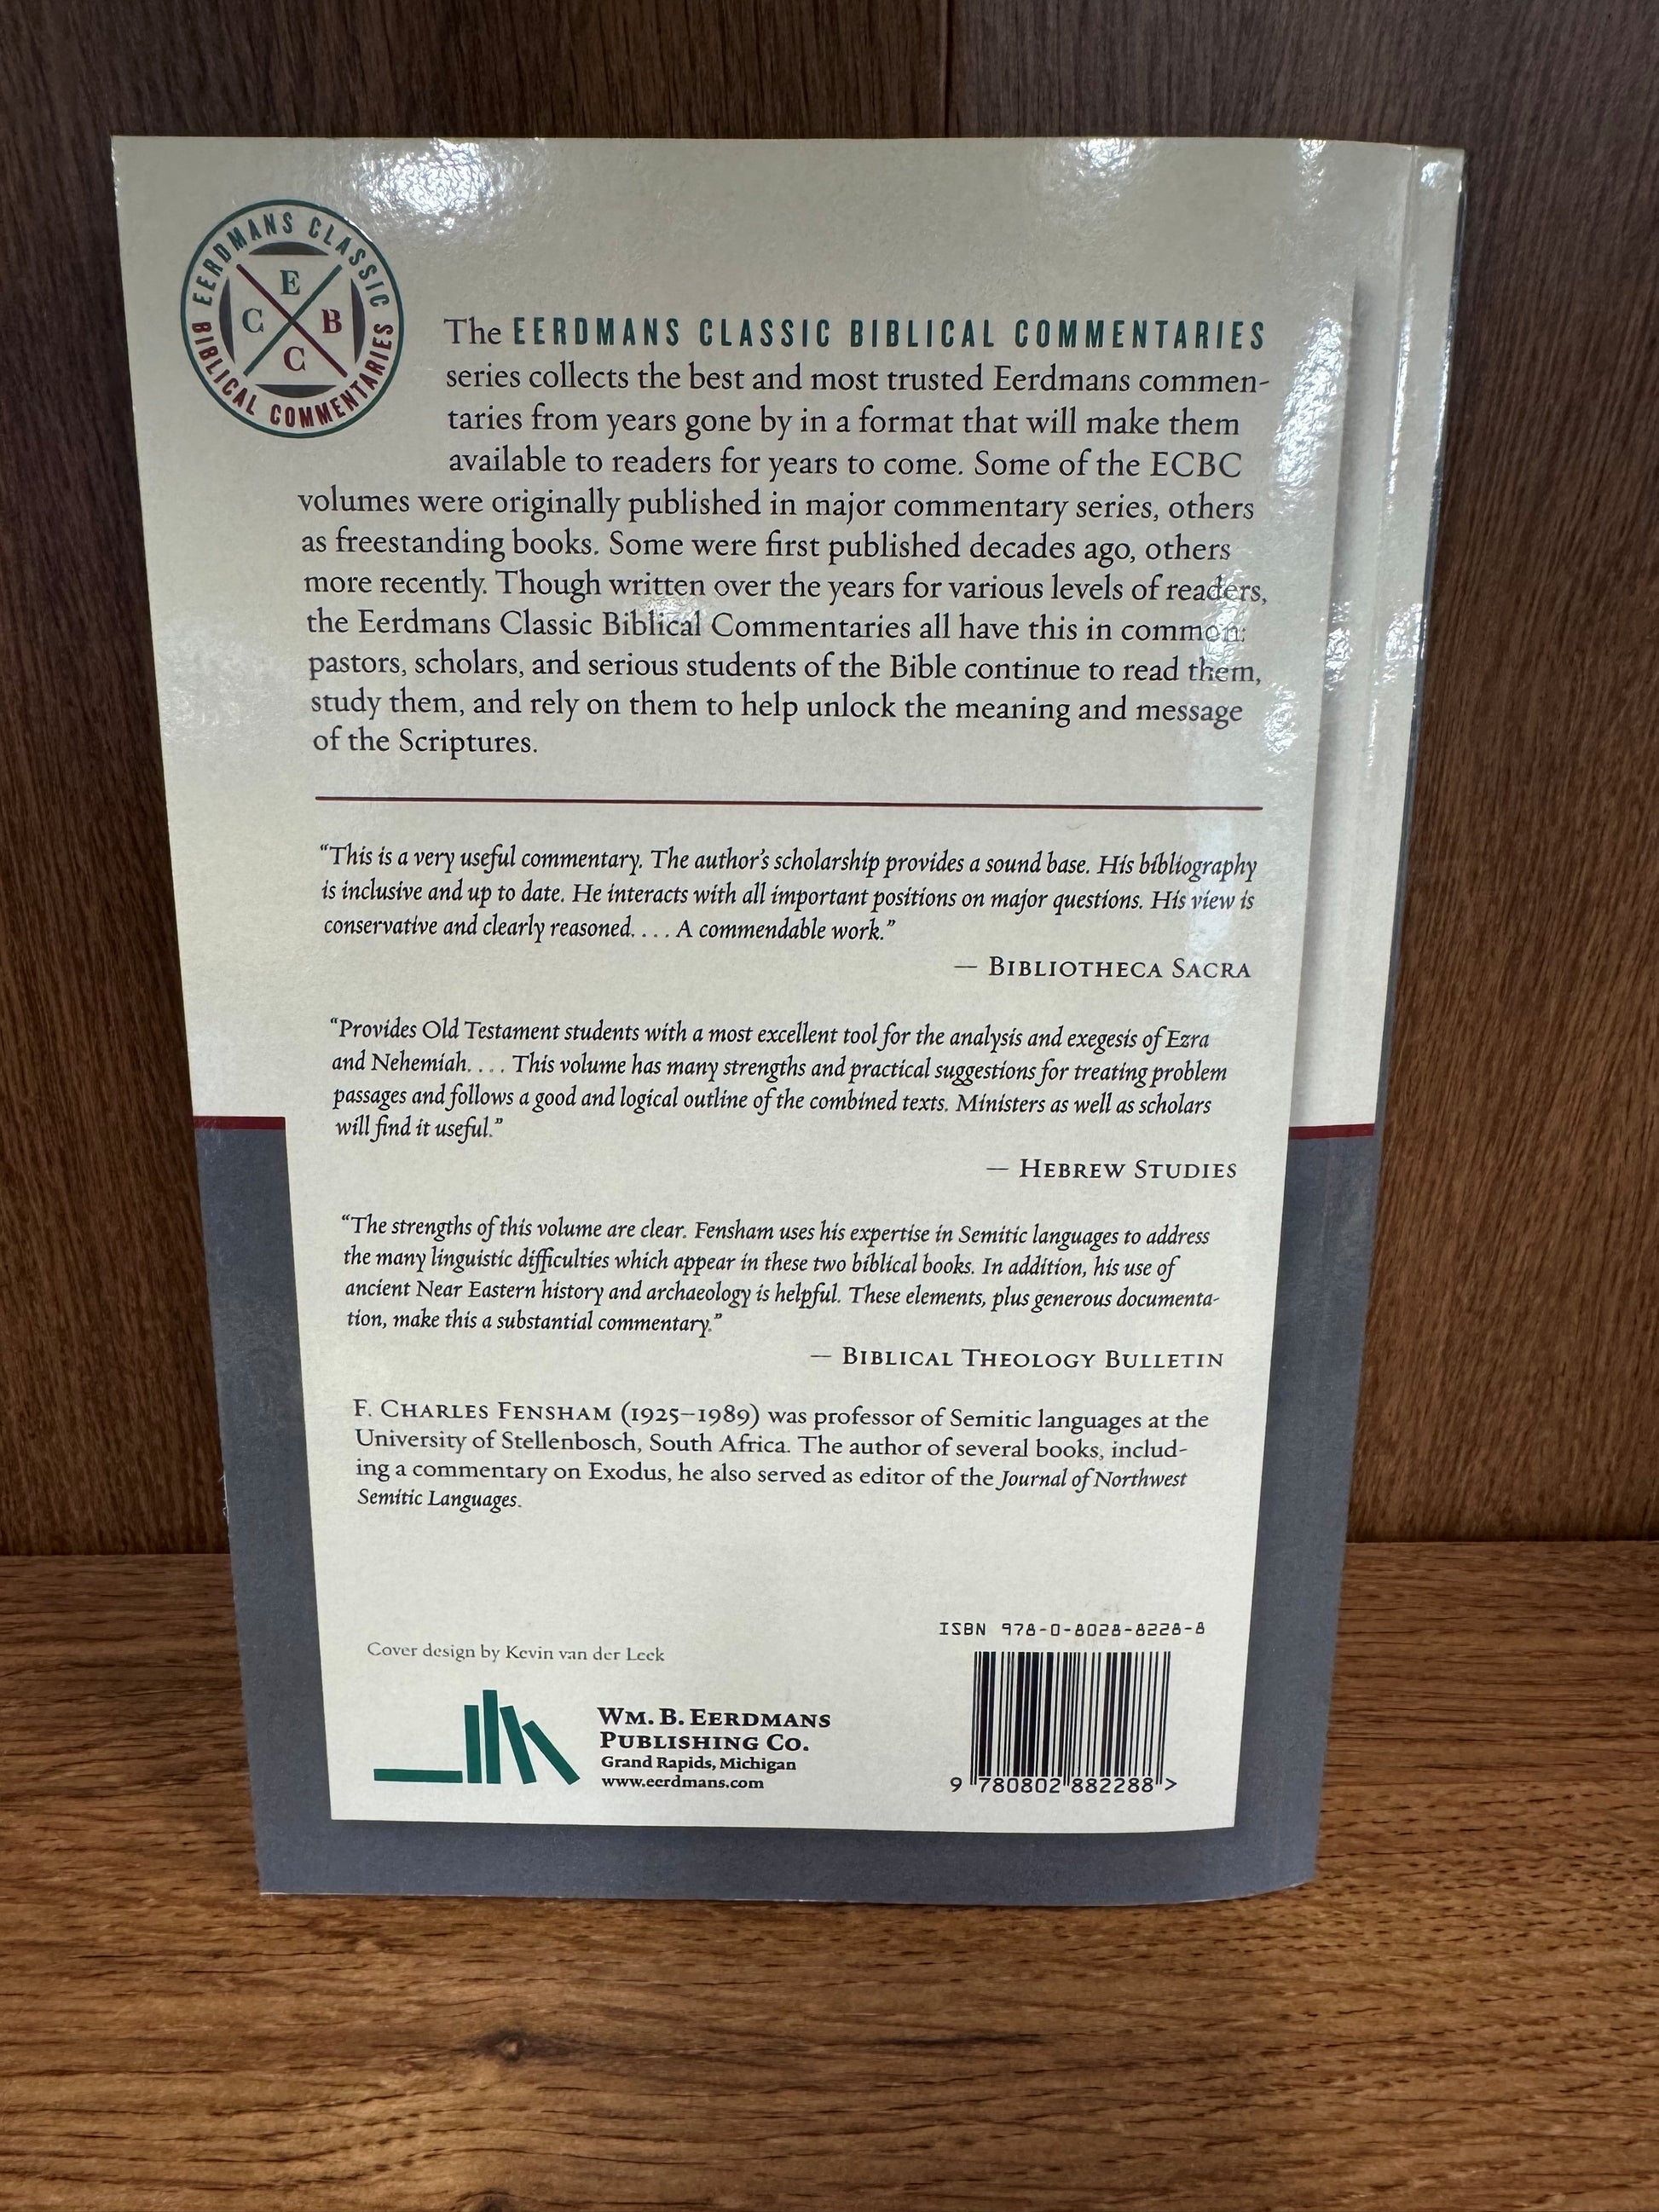 EERDMANS CLASSIC
BIBLICAL COMMENTARIES
E
C B
C
The EERDMANS CLASSIC BIBLICAL COMMENTARIES
series collects the best and most trusted Eerdmans commen-
taries from years gone by in a format that will make them
available to readers for years to come. Some of the ECBC
volumes were originally published in major commentary series, others
as freestanding books. Some were first published decades ago, others
more recently. Though written over the years for various levels of readers,
the Eerdmans Classic Biblical Commentaries all have this in common:
pastors, scholars, and serious students of the Bible continue to read them,
study them, and rely on them to help unlock the meaning and message
of the Scriptures.
“This is a very useful commentary. The author’s scholarship provides a sound base. His bibliography
is inclusive and up to date. He interacts with all important positions on major questions. His view is
conservative and clearly reasoned. . . . A commendable work.”
— BIBLIOTHECA SACRA
“Provides Old Testament students with a most excellent tool for the analysis and exegesis of Ezra
and Nehemiah. . . . This volume has many strengths and practical suggestions for treating problem
passages and follows a good and logical outline of the combined texts. Ministers as well as scholars
will find it useful.”
— HEBREW STUDIES
“The strengths of this volume are clear. Fensham uses his expertise in Semitic languages to address
the many linguistic difficulties which appear in these two biblical books. In addition, his use of
ancient Near Eastern history and archaeology is helpful. These elements, plus generous documenta-
tion, make this a substantial commentary.”
— BIBLICAL THEOLOGY BULLETIN
F. CHARLES FENSHAM (1925–1989) was professor of Semitic languages at the
University of Stellenbosch, South Africa. The author of several books, includ-
ing a commentary on Exodus, he also served as editor of the Journal of Northwest
Semitic Languages.
ISBN 978-0-8028-8228-8
Cover design by Kevin van der Leek
WM. B. EERDMANS
PUBLISHING CO.
Grand Rapids, Michigan
www.eerdmans.com
9 780802 882288 >